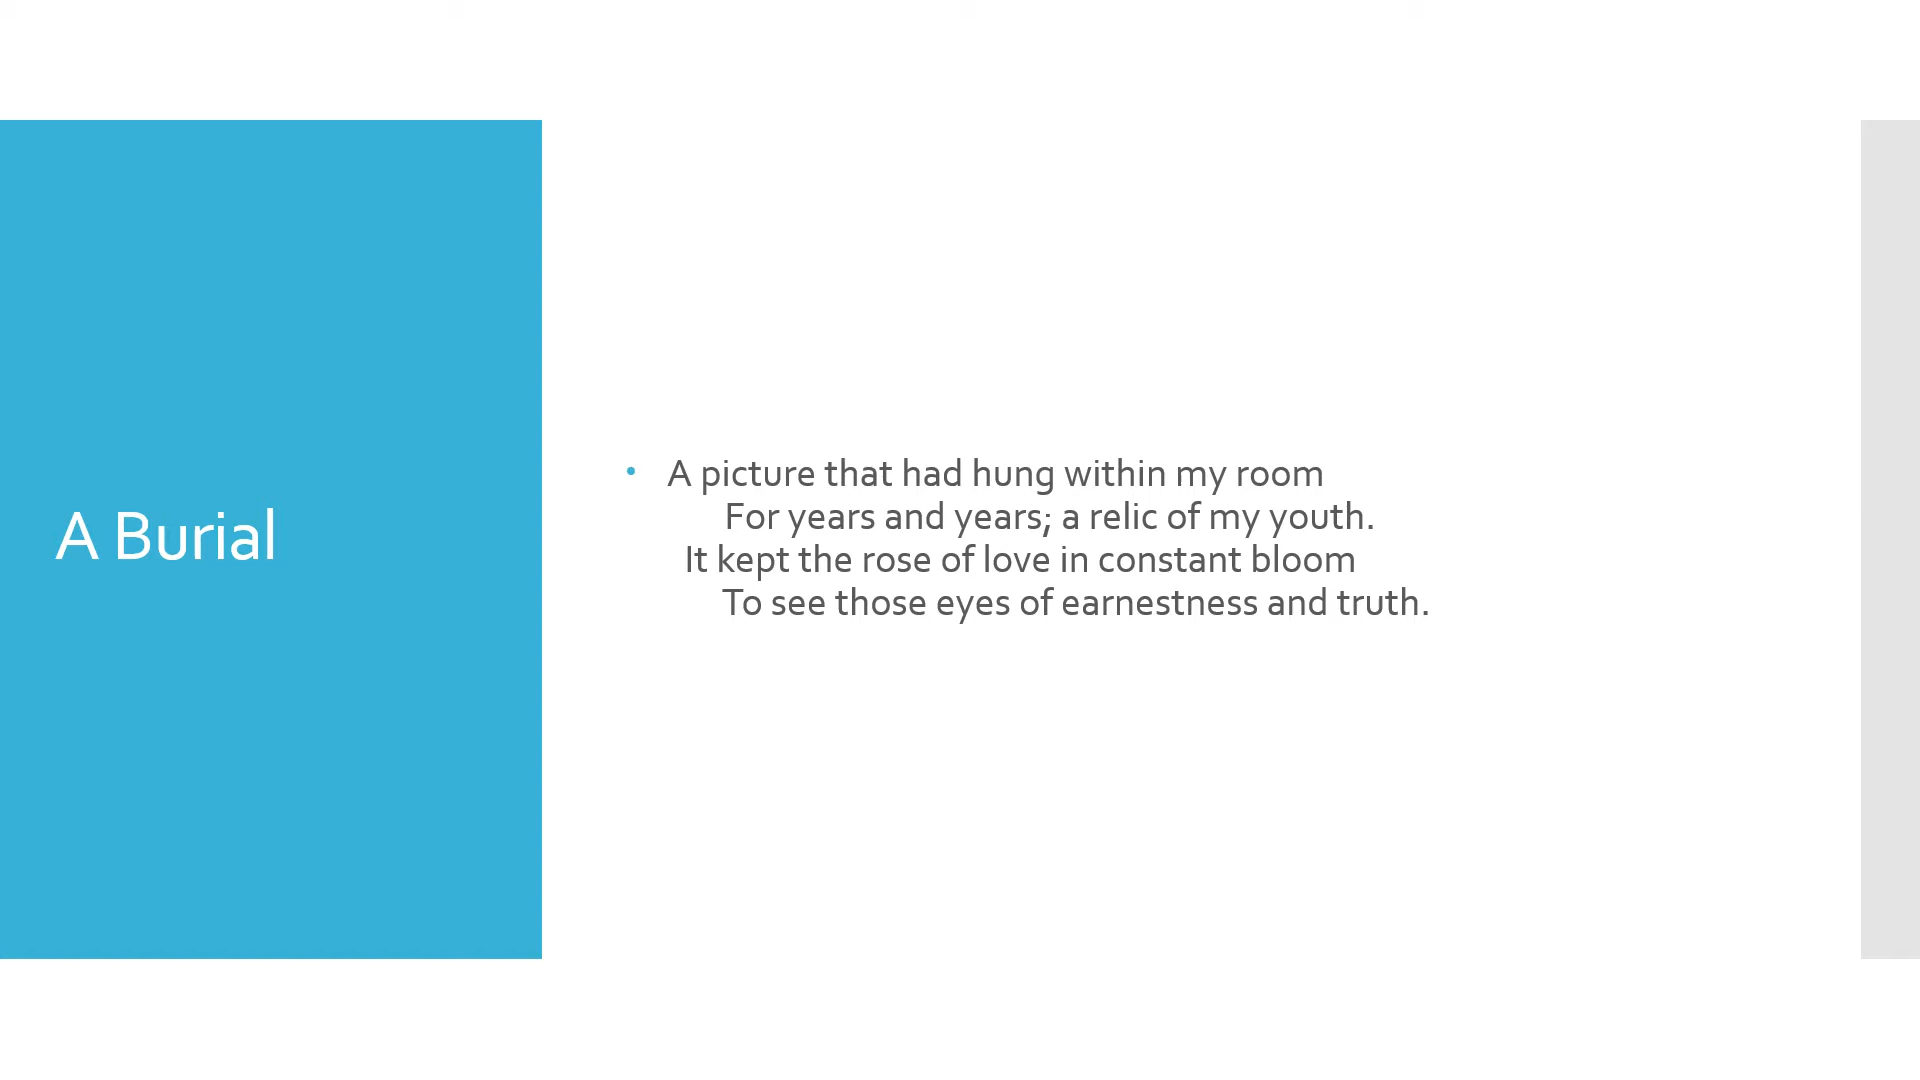 A Burial
• A picture that had hung within my room
For years and years; a relic of my youth.
It kept the rose of love in constant bloom
To see those eyes of earnestness and truth.